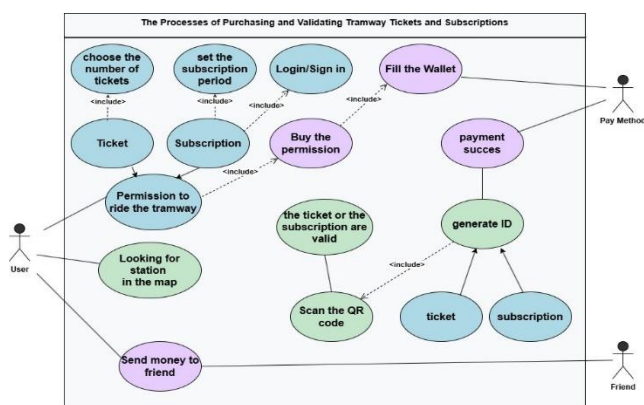 The Processes of Purchasing and Validating Tramway Tickets and Subscriptions
choose the
number of
tickets
set the
subscription
period
Login/Sign in
Fill the Wallet
<include>
<include>
<include>
<include>
Pay Method
Ticket
Subscription
Buy the
permission
payment
succes
<include>
Permission to
ride the tramway
the ticket or the
subscription are
valid
generate ID
User
Looking for
station
in the map
<include>
Scan the QR
code
ticket
subscription
Send money to
friend
Friend